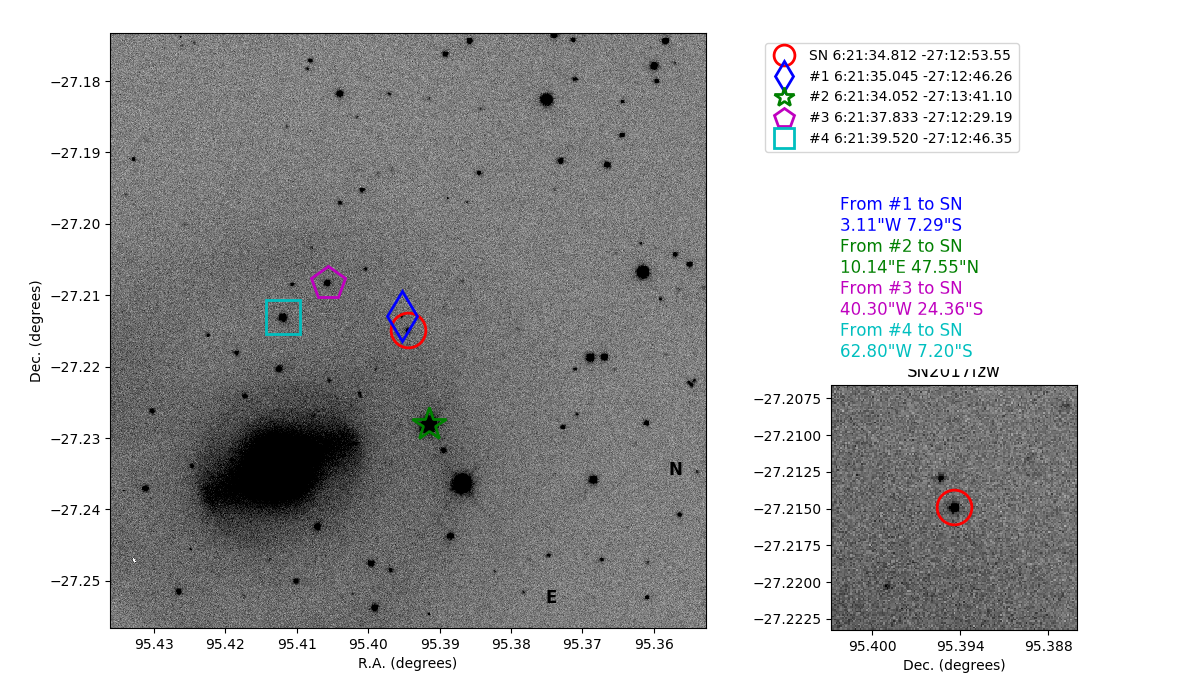 −27.18
−27.19
−27.20
−27.21
−27.22
−27.23
−27.24
−27.25
Dec. (degrees)
N
E
95.43 95.42 95.41 95.40 95.39 95.38 95.37 95.36
R.A. (degrees)
SN 6:21:34.812 -27:12:53.55
#1 6:21:35.045 -27:12:46.26
#2 6:21:34.052 -27:13:41.10
#3 6:21:37.833 -27:12:29.19
#4 6:21:39.520 -27:12:46.35
From #1 to SN
3.11"W 7.29"S
From #2 to SN
10.14"E 47.55"N
From #3 to SN
40.30"W 24.36"S
From #4 to SN
62.80"W 7.20"S
SN2017fzw
−27.2075
−27.2100
−27.2125
−27.2150
−27.2175
−27.2200
−27.2225
95.400 95.394 95.388
Dec. (degrees)